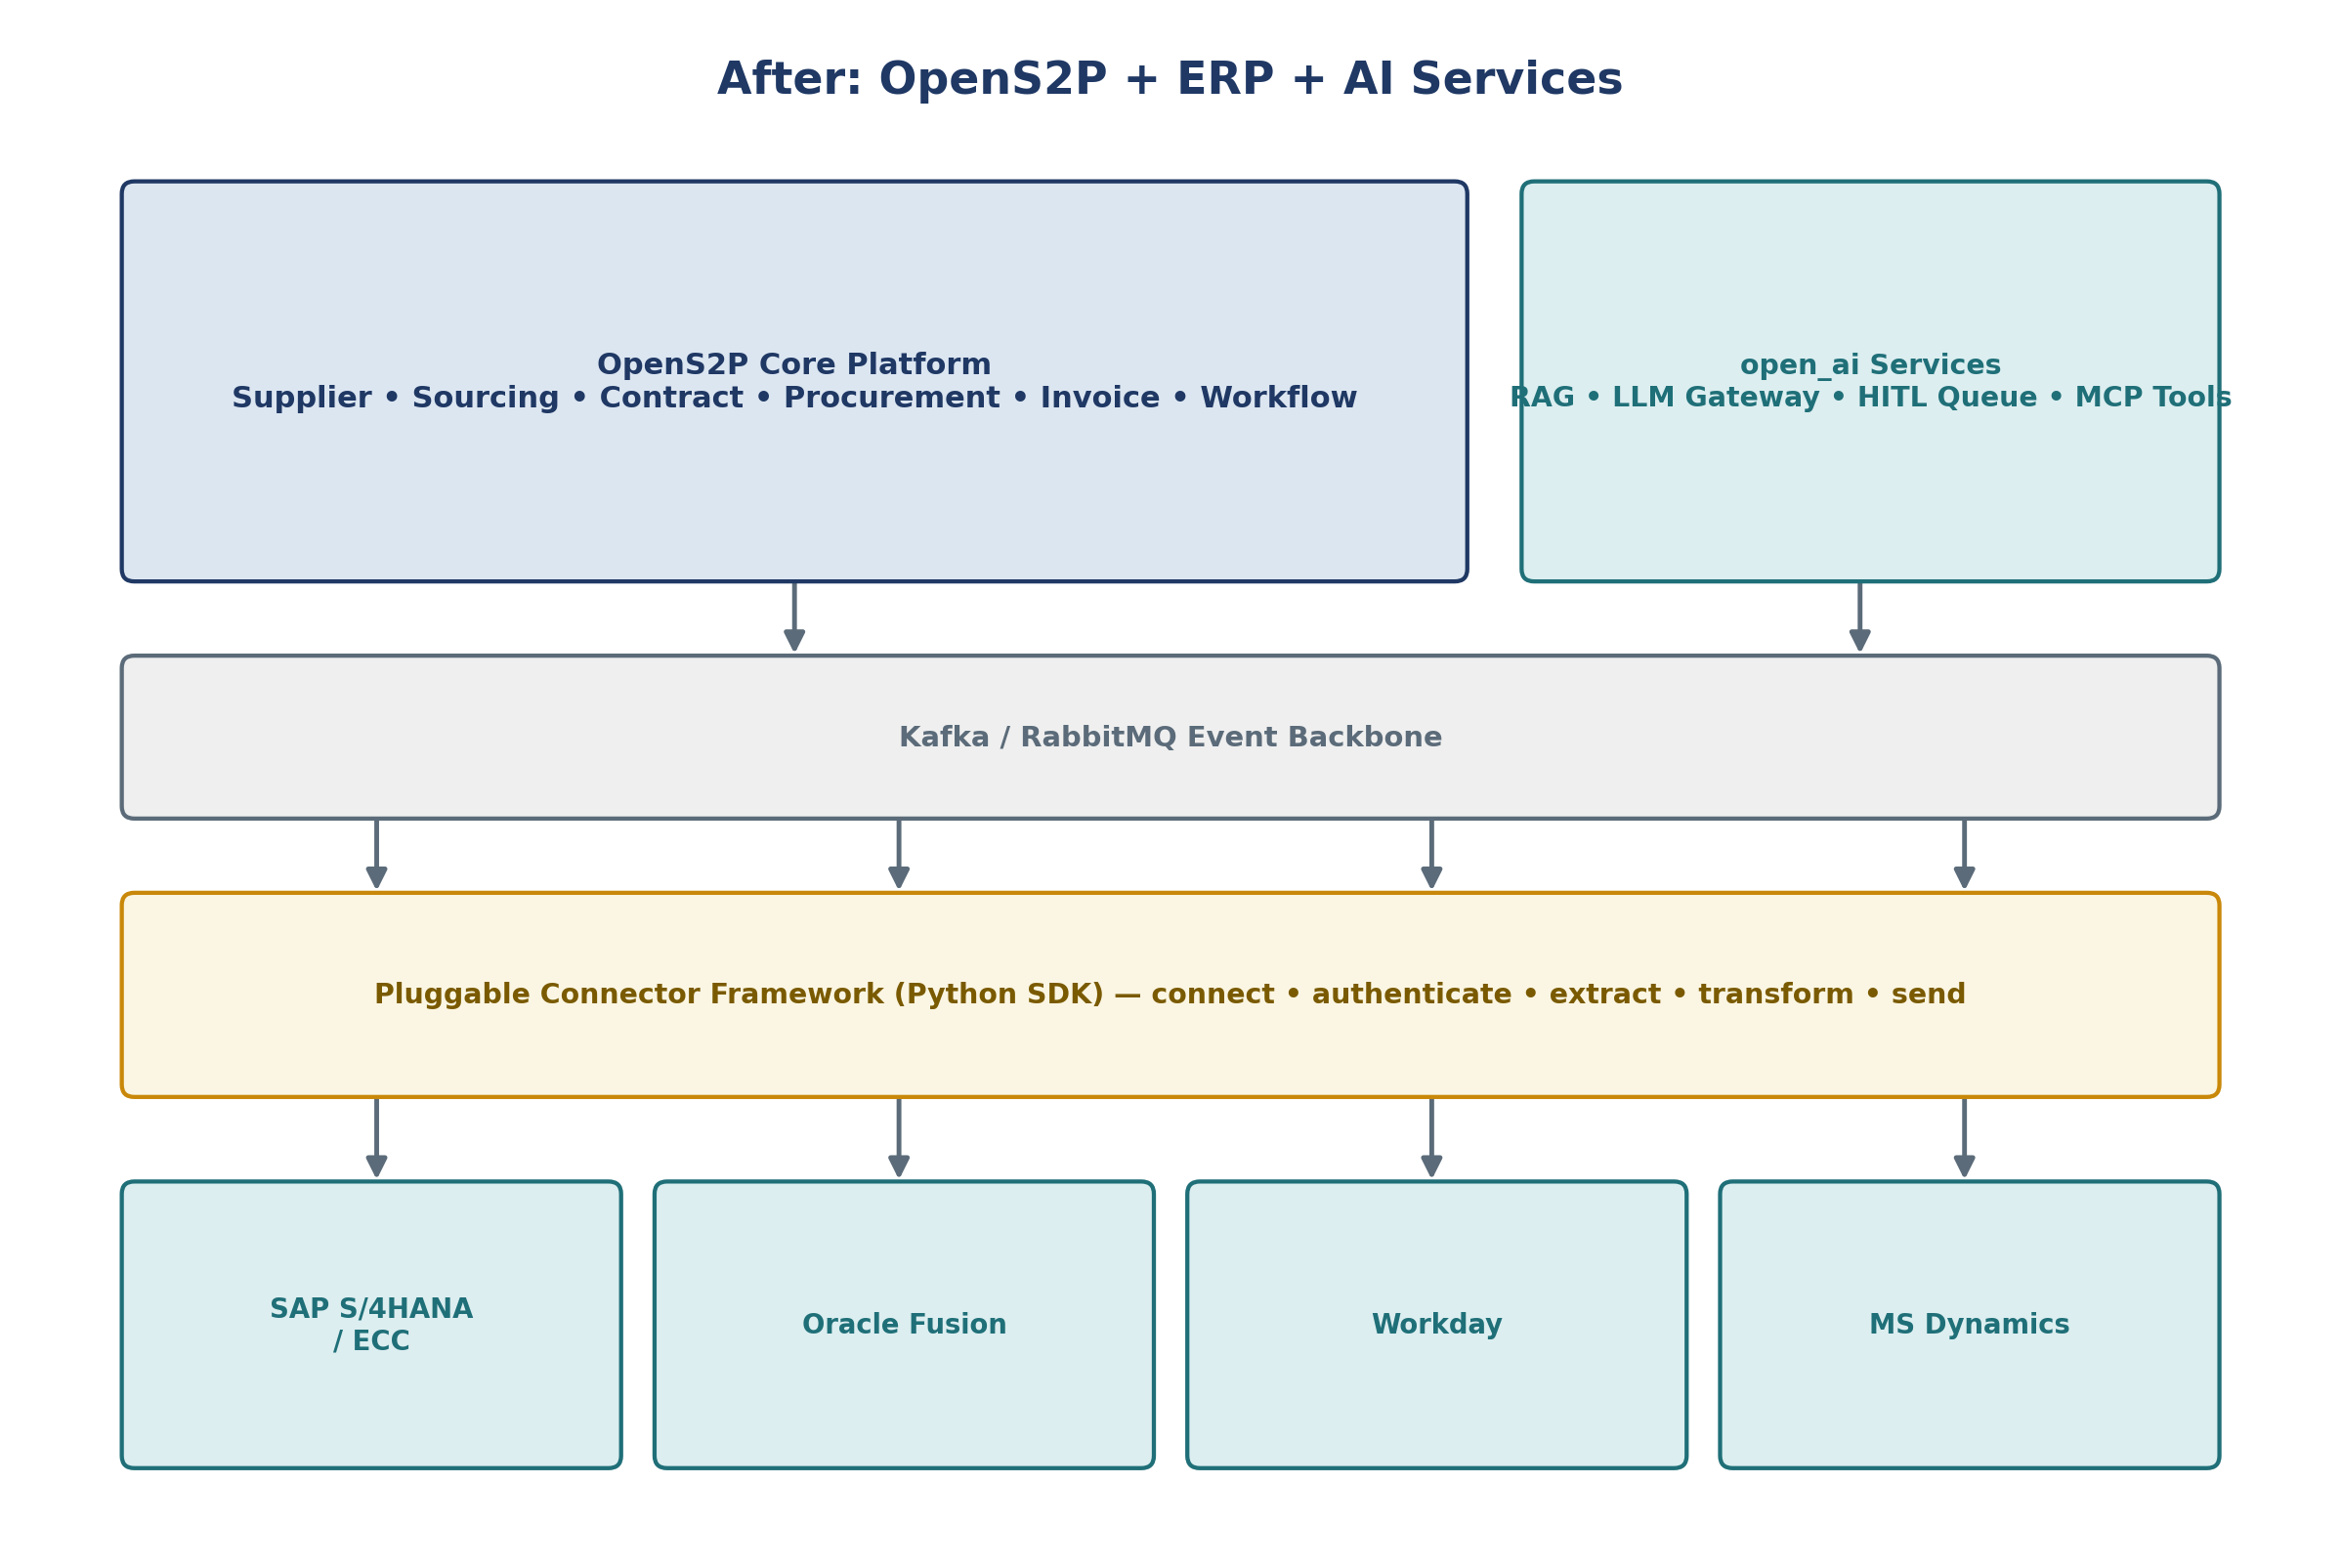 After: OpenS2P + ERP + AI Services
OpenS2P Core Platform
Supplier • Sourcing • Contract • Procurement • Invoice • Workflow
open_ai Services
RAG • LLM Gateway • HITL Queue • MCP Tools
Kafka / RabbitMQ Event Backbone
Pluggable Connector Framework (Python SDK) — connect • authenticate • extract • transform • send
SAP S/4HANA
/ ECC
Oracle Fusion
Workday
MS Dynamics